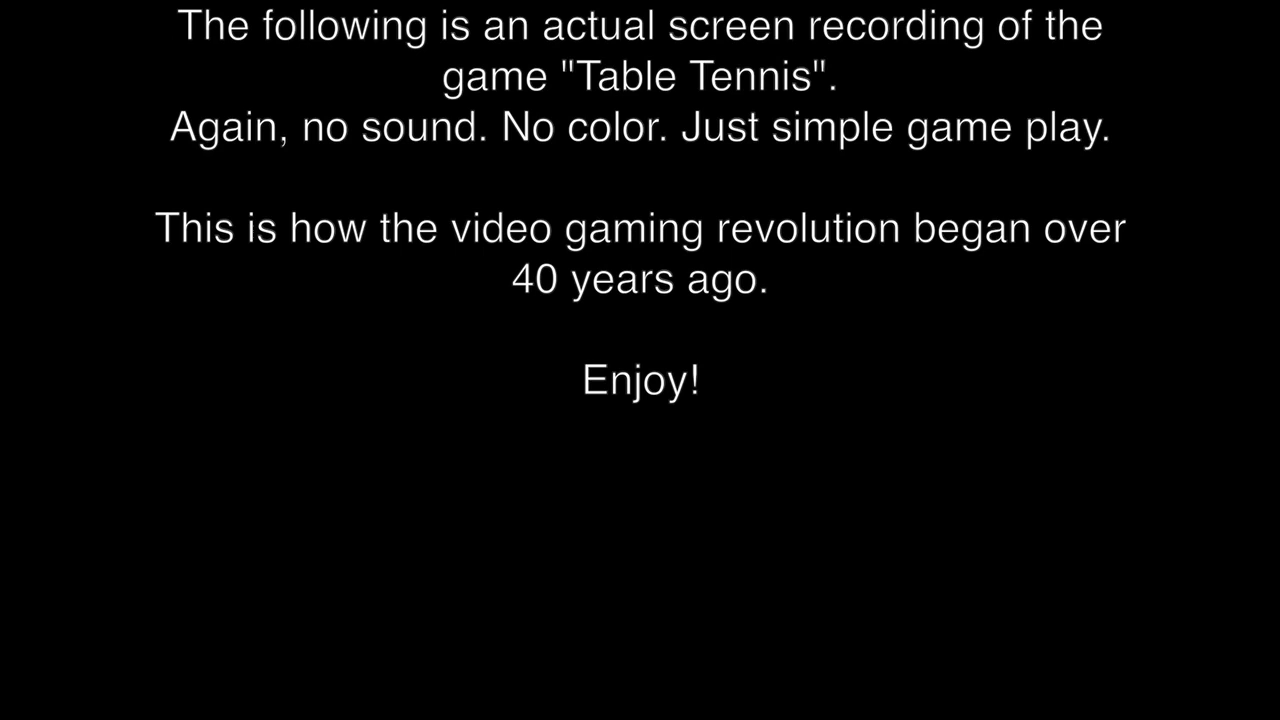 The following is an actual screen recording of the
game "Table Tennis".
Again, no sound. No color. Just simple game play.
This is how the video gaming revolution began over
40 years ago.
Enjoy!